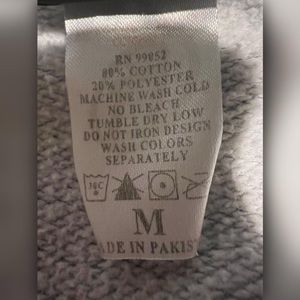 RN 99052
80% COTTON
20% POLYESTER
MACHINE WASH COLD
NO BLEACH
TUMBLE DRY LOW
DO NOT IRON DESIGN
WASH COLORS
SEPARATELY
M
ADE IN PAKIS